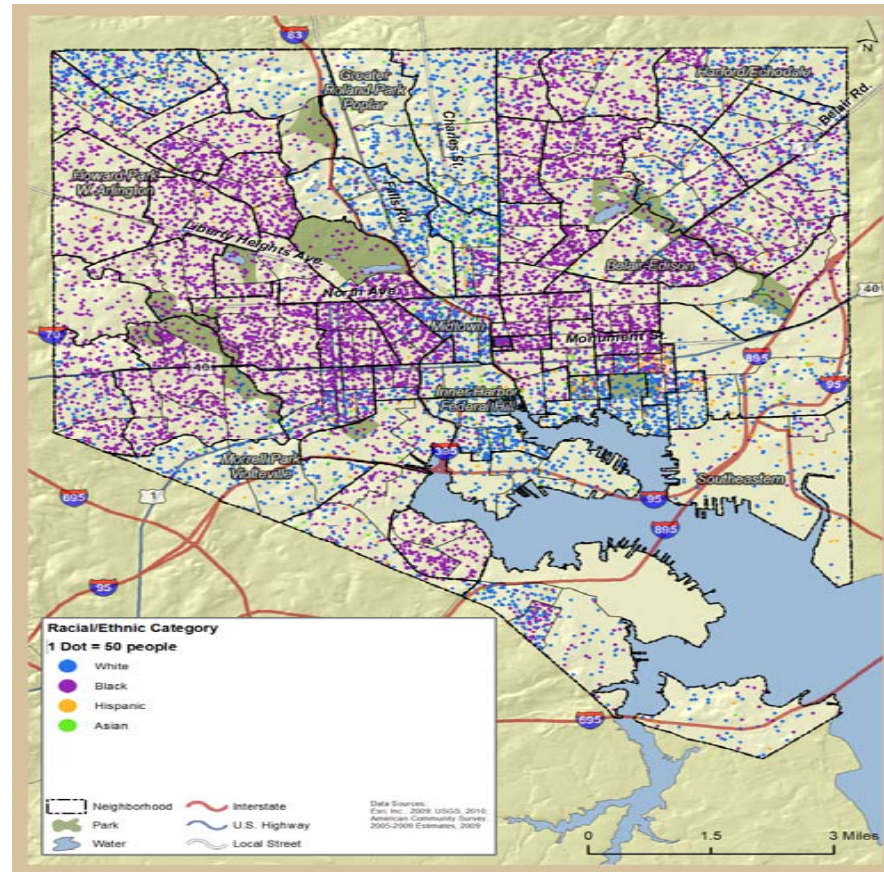 N
83
Greater
Roland Park
Poplar
Harford/Echodale
Charles St.
Belair Rd.
Falls Rd.
Howard Park
W. Arlington
Liberty Heights Ave.
Belair-Edison
North Ave.
40
Midtown
Monument St.
70
895
40
95
Inner Harbor
Federal Hill
Morrell Park
Violteville
395
Southeastern
695
1
95
895
95
Racial/Ethnic Category
1 Dot = 50 people
White
Black
Hispanic
Asian
695
Neighborhood
Interstate
Park
U.S. Highway
Water
Local Street
Data Sources:
Esri, Inc., 2009; USGS, 2010;
American Community Survey,
2005-2009 Estimates, 2009
0 1.5 3 Miles